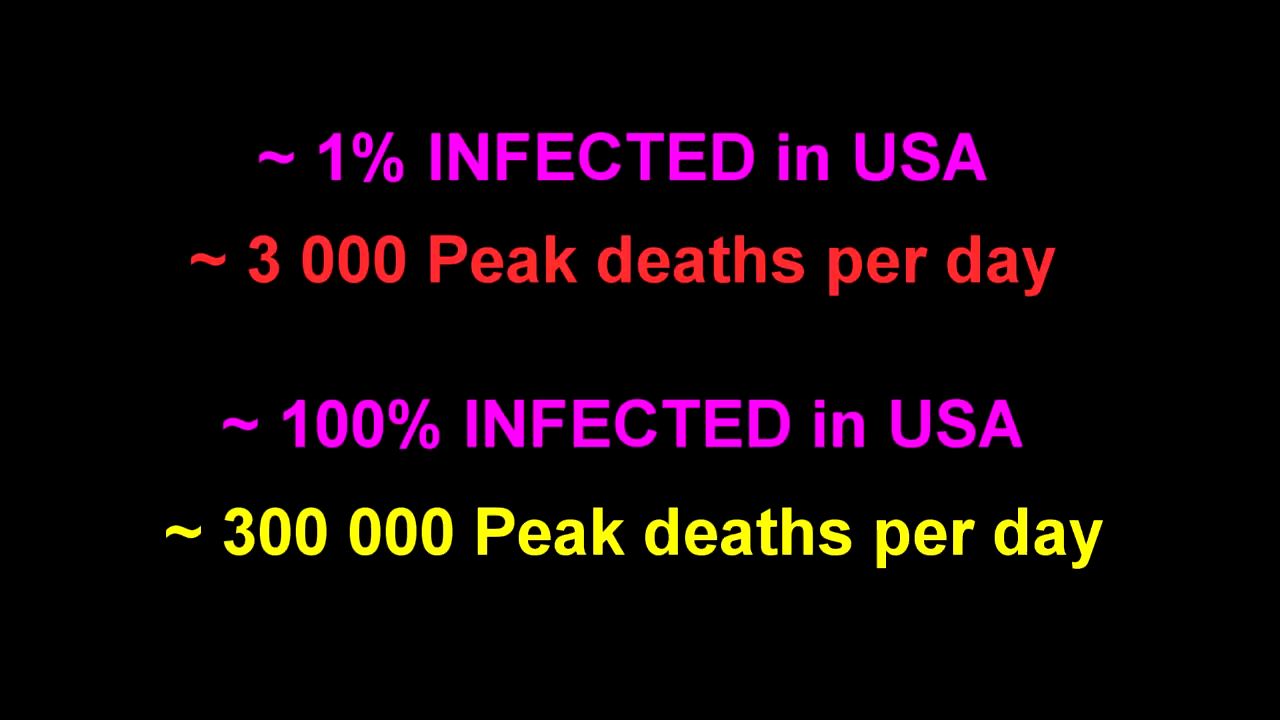 ~ 1% INFECTED in USA
~ 3 000 Peak deaths per day
~ 100% INFECTED in USA
~ 300 000 Peak deaths per day